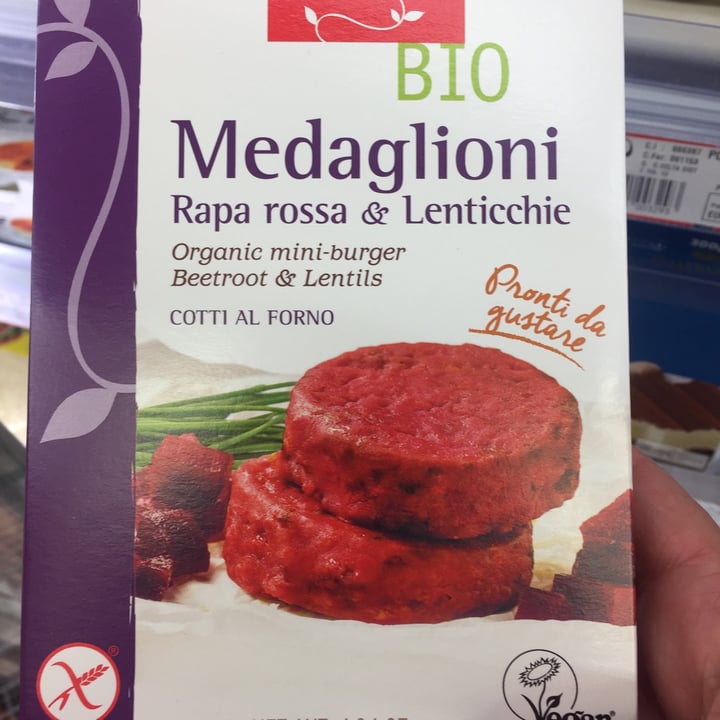 BIO
Medaglioni
Rapa rossa & Lenticchie
Organic mini-burger
Beetroot & Lentils
COTTI AL FORNO
Pronti da
gustare
Vegan